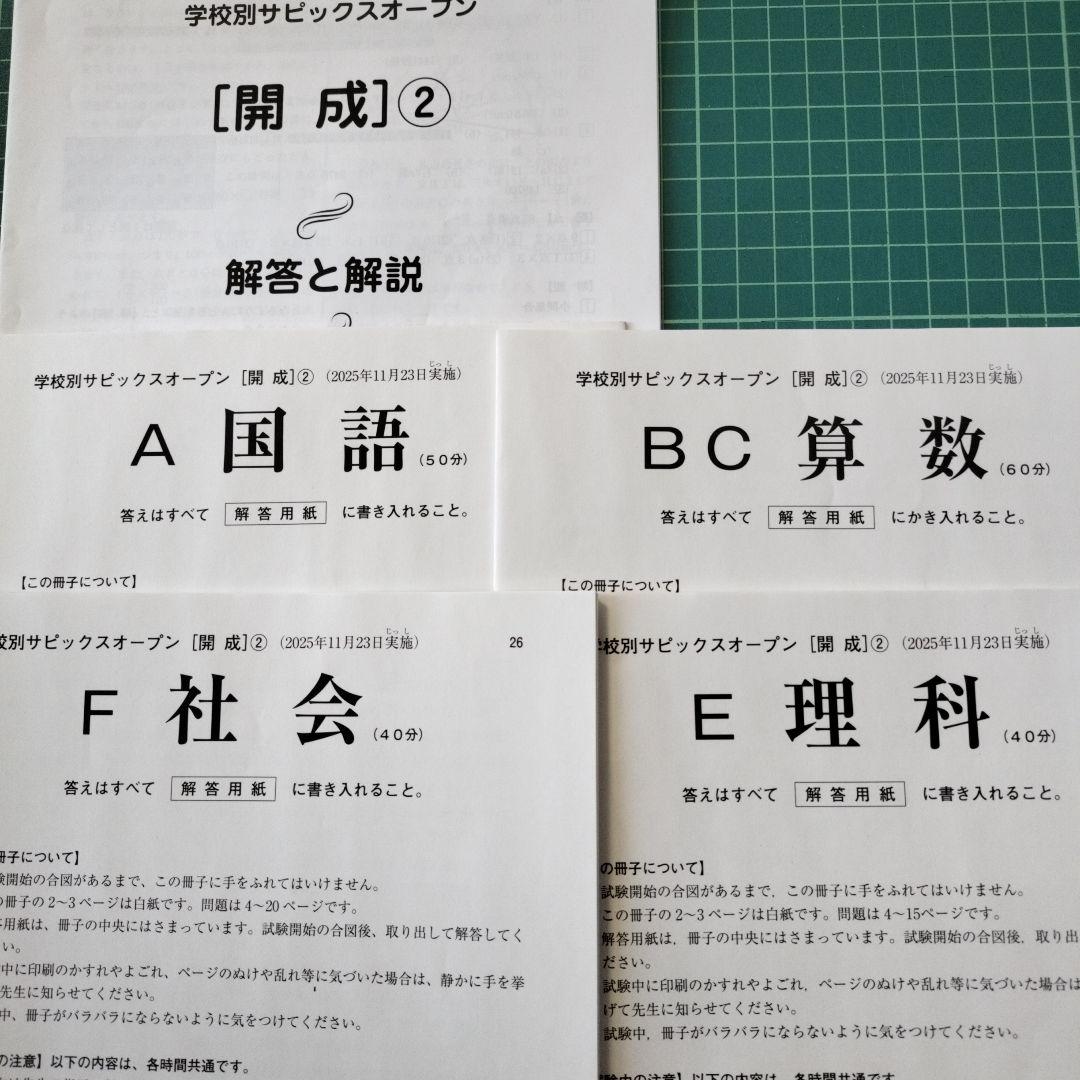 学校別サピックスオープン
[開 成]②
解答と解説
学校別サピックスオープン [開 成]② (2025年11月23日実施)
じっ し
A 国 語 (50分)
答えはすべて 解答用紙 に書き入れること。
【この冊子について】
学校別サピックスオープン [開 成]② (2025年11月23日実施)
じっ し
BC 算 数 (60分)
答えはすべて 解答用紙 にかき入れること。
【この冊子について】
校別サピックスオープン [開 成]② (2025年11月23日実施) 26
じっ し
F 社 会 (40分)
答えはすべて 解答用紙 に書き入れること。
冊子について】
験開始の合図があるまで、この冊子に手をふれてはいけません。
の冊子の2〜3ページは白紙です。問題は4〜20ページです。
答用紙は、冊子の中央にはさまっています。試験開始の合図後、取り出して解答してく
い。
中に印刷のかすれやよごれ、ページのぬけや乱れ等に気づいた場合は、静かに手を挙
先生に知らせてください。
中、冊子がバラバラにならないように気をつけてください。
の注意】以下の内容は、各時間共通です。
学校別サピックスオープン [開 成]② (2025年11月23日実施)
じっ し
E 理 科 (40分)
答えはすべて 解答用紙 に書き入れること。
の冊子について】
試験開始の合図があるまで，この冊子に手をふれてはいけません。
この冊子の2〜3ページは白紙です。問題は4〜15ページです。
解答用紙は，冊子の中央にはさまっています。試験開始の合図後，取り出
ださい。
試験中に印刷のかすれやよごれ，ページのぬけや乱れ等に気づいた場合は
げて先生に知らせてください。
試験中，冊子がバラバラにならないように気をつけてください。
験中の注意】以下の内容は、各時間共通です。